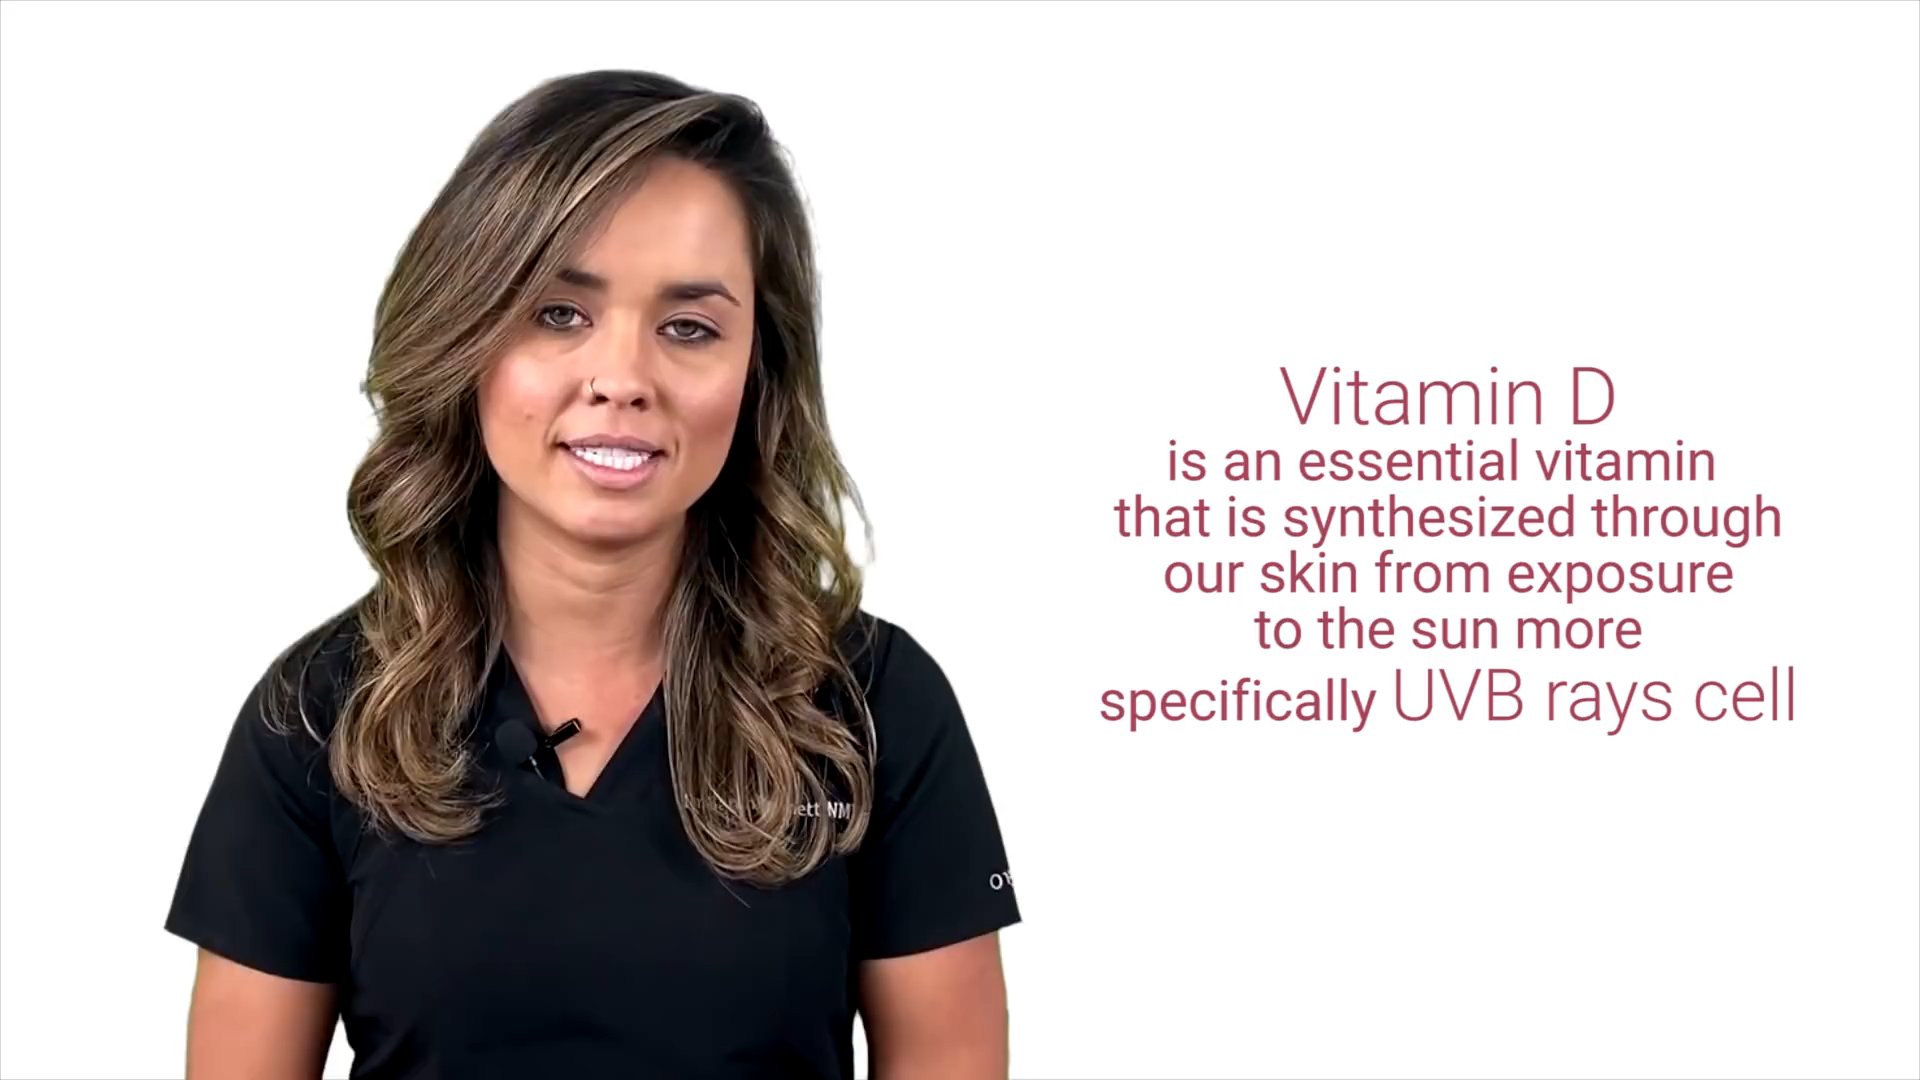 Vitamin D
is an essential vitamin
that is synthesized through
our skin from exposure
to the sun more
specifically UVB rays cell
NM